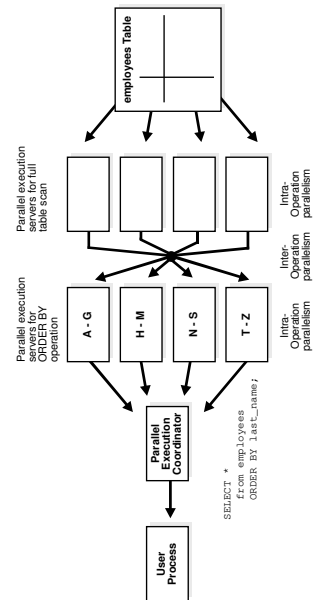 employees Table
Parallel execution
servers for full
table scan
Parallel execution
servers for
ORDER BY
operation
A - G
H - M
N - S
T - Z
Intra-
Operation
parallelism
Inter-
Operation
parallelism
Intra-
Operation
parallelism
Parallel
Execution
Coordinator
User
Process
SELECT *
from employees
ORDER BY last_name;